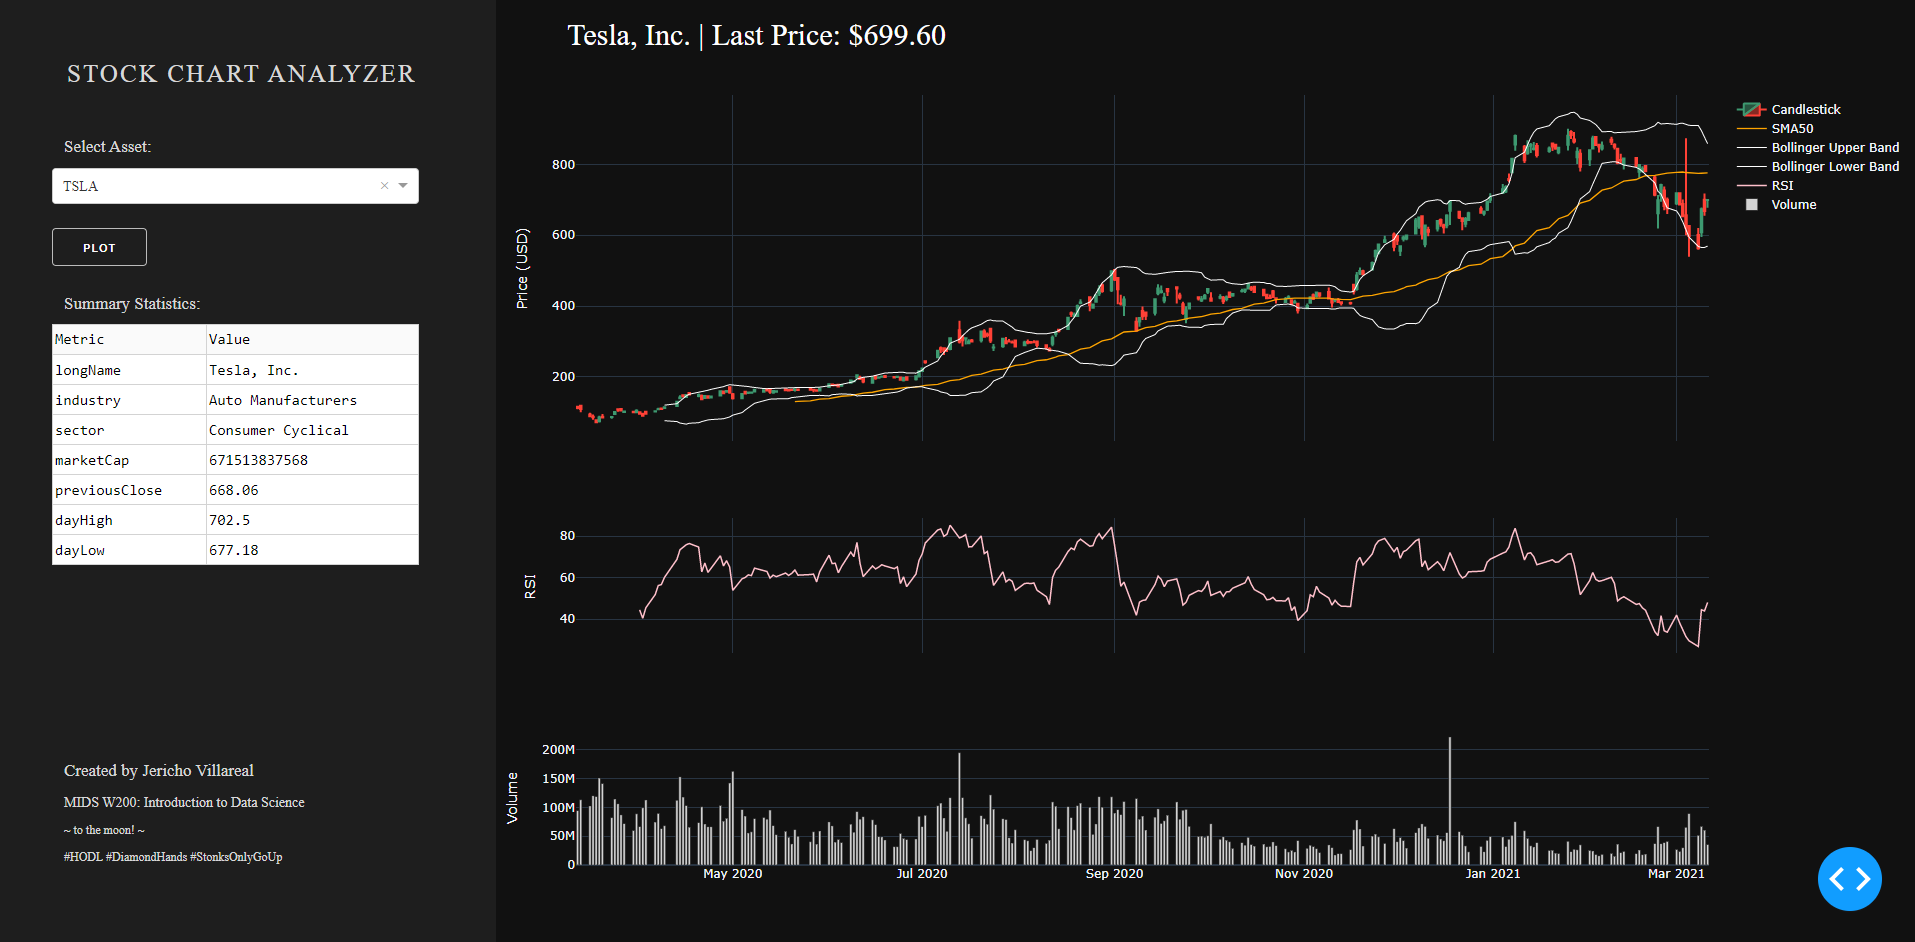 STOCK CHART ANALYZER
Select Asset:
TSLA
×
PLOT
Summary Statistics:
Metric Value
longName Tesla, Inc.
industry Auto Manufacturers
sector Consumer Cyclical
marketCap 671513837568
previousClose 668.06
dayHigh 702.5
dayLow 677.18
Created by Jericho Villareal
MIDS W200: Introduction to Data Science
~ to the moon! ~
#HODL #DiamondHands #StonksOnlyGoUp
Tesla, Inc. | Last Price: $699.60
Price (USD)
800
600
400
200
Candlestick
SMA50
Bollinger Upper Band
Bollinger Lower Band
RSI
Volume
RSI
80
60
40
Volume
200M
150M
100M
50M
0
May 2020 Jul 2020 Sep 2020 Nov 2020 Jan 2021 Mar 2021